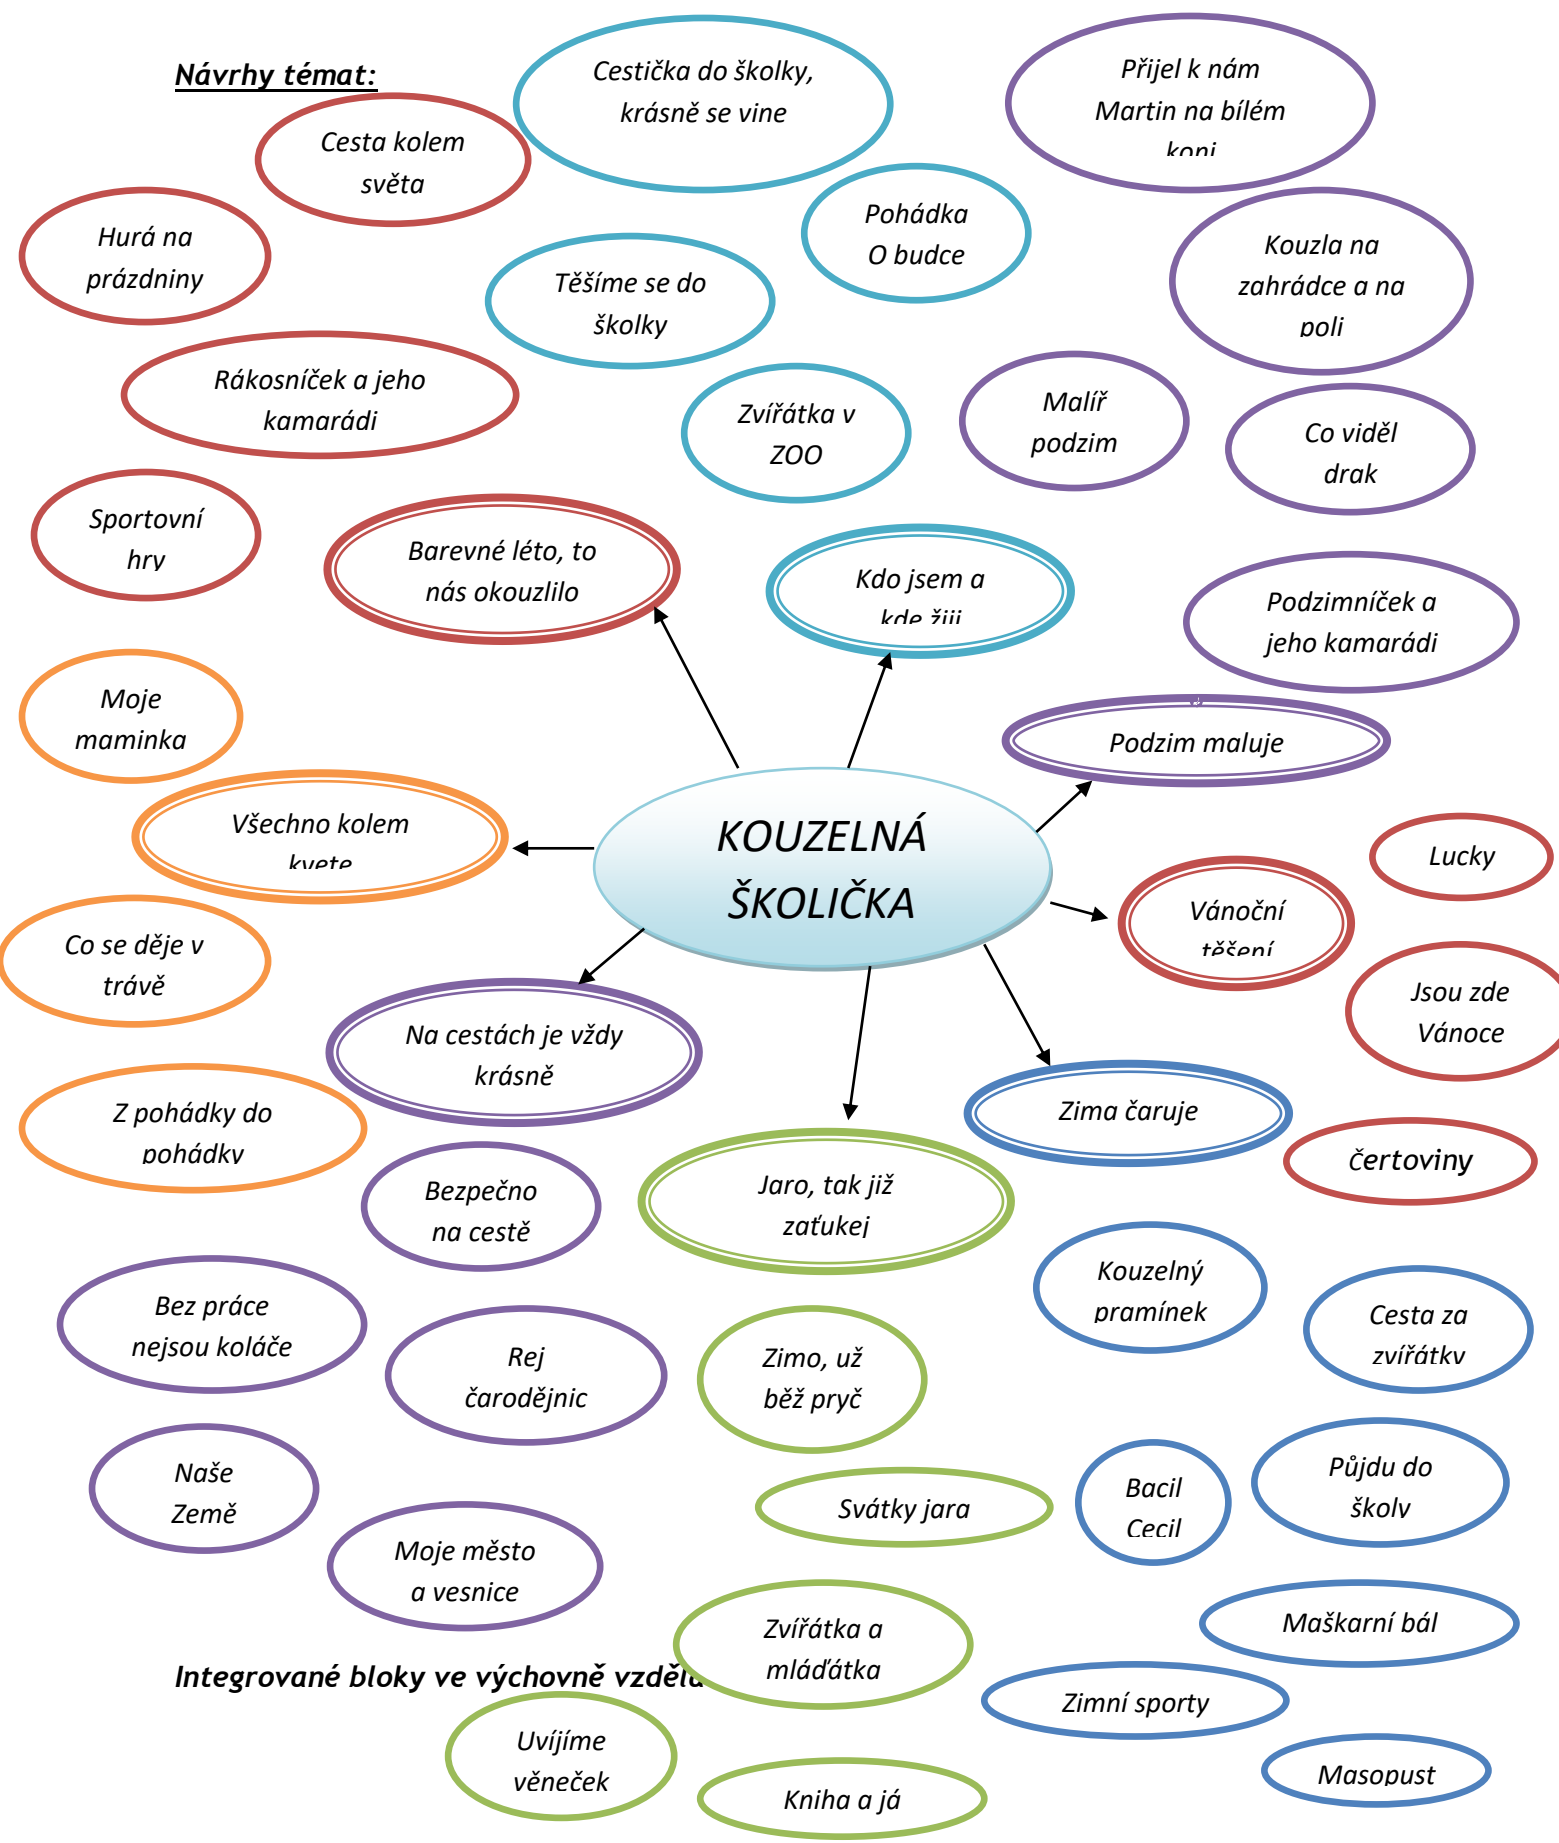 Návrhy témat:
Cestička do školky,
krásně se vine
Přijel k nám
Martin na bílém
koni
Cesta kolem
světa
Pohádka
O budce
Hurá na
prázdniny
Kouzla na
zahrádce a na
poli
Těšíme se do
školky
Rákosníček a jeho
kamarádi
Zvířátka v
ZOO
Malíř
podzim
Co viděl
drak
Sportovní
hry
Barevné léto, to
nás okouzlilo
Kdo jsem a
kde žiji
Podzimníček a
jeho kamarádi
Moje
maminka
Podzim maluje
Všechno kolem
kvete
KOUZELNÁ
ŠKOLIČKA
Lucky
Vánoční
těšení
Co se děje v
trávě
Jsou zde
Vánoce
Na cestách je vždy
krásně
Z pohádky do
pohádky
Zima čaruje
Čertoviny
Bezpečno
na cestě
Jaro, tak již
zaťukej
Kouzelný
pramínek
Bez práce
nejsou koláče
Cesta za
zvířátky
Rej
čarodějnic
Zimo, už
běž pryč
Naše
Země
Svátky jara
Bacil
Cecil
Půjdu do
školy
Moje město
a vesnice
Zvířátka a
mláďátka
Maškarní bál
Integrované bloky ve výchovně vzdělá
Zimní sporty
Uvíjíme
věneček
Kniha a já
Masopust